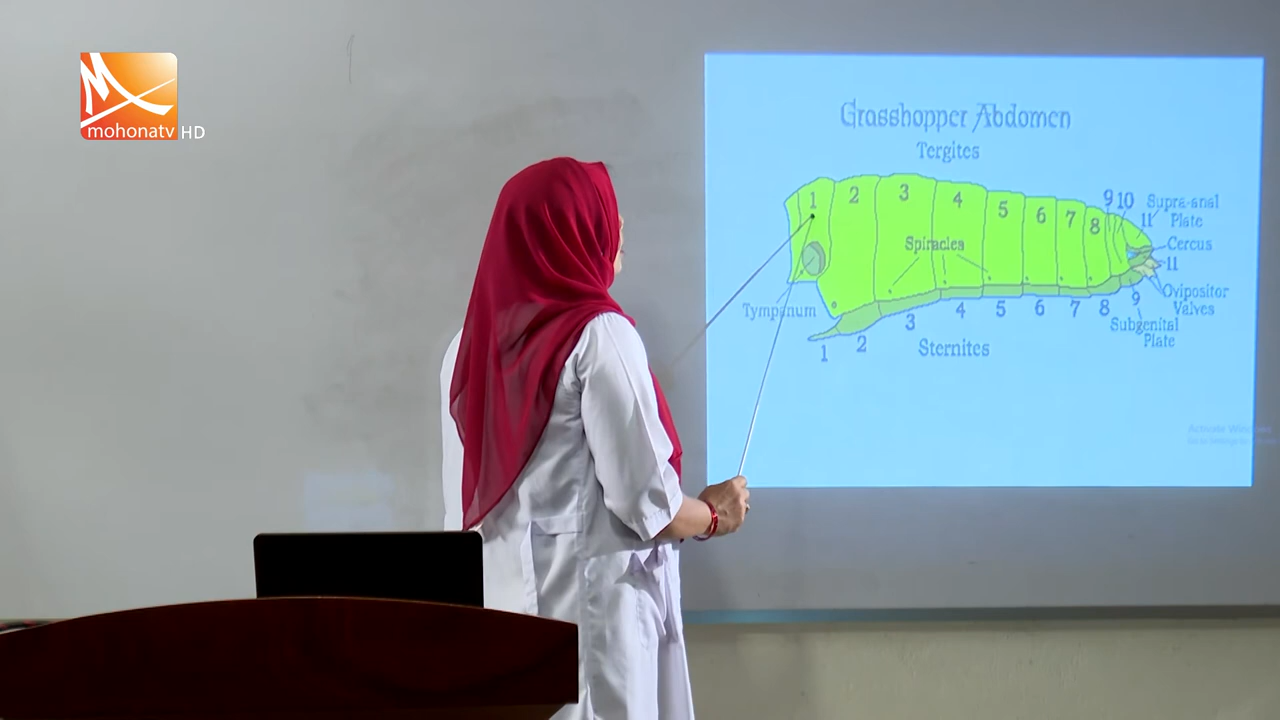 mohonatv HD
Grasshopper Abdomen
Tergites
1 2 3 4 5 6 7 8 9 10 11
Supra-anal
Plate
Spiracles
Cercus
11
Tympanum
Ovipositor
Valves
1 2 3 4 5 6 7 8 9
Subgenital
Plate
Sternites